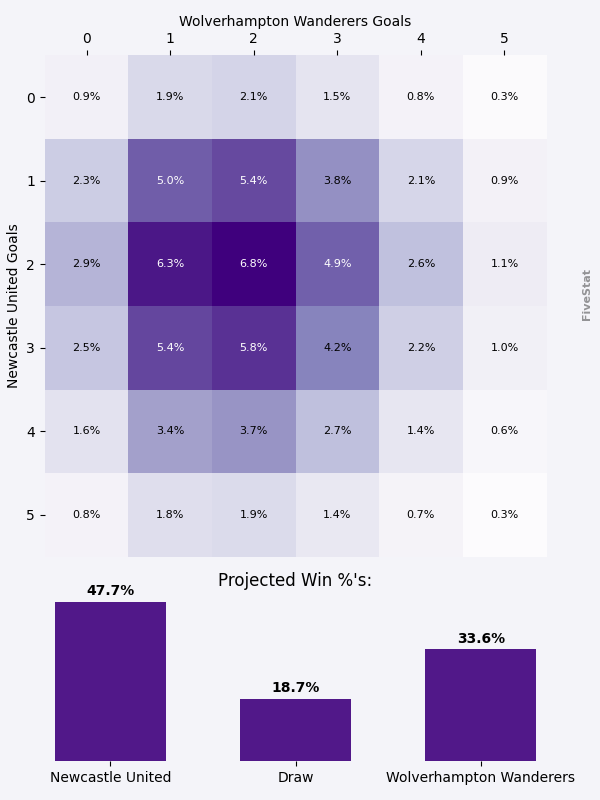 Wolverhampton Wanderers Goals
0 1 2 3 4 5
Newcastle United Goals
0 0.9% 1.9% 2.1% 1.5% 0.8% 0.3%
1 2.3% 5.0% 5.4% 3.8% 2.1% 0.9%
2 2.9% 6.3% 6.8% 4.9% 2.6% 1.1%
3 2.5% 5.4% 5.8% 4.2% 2.2% 1.0%
4 1.6% 3.4% 3.7% 2.7% 1.4% 0.6%
5 0.8% 1.8% 1.9% 1.4% 0.7% 0.3%
FiveStat
Projected Win %'s:
47.7% 18.7% 33.6%
Newcastle United Draw Wolverhampton Wanderers